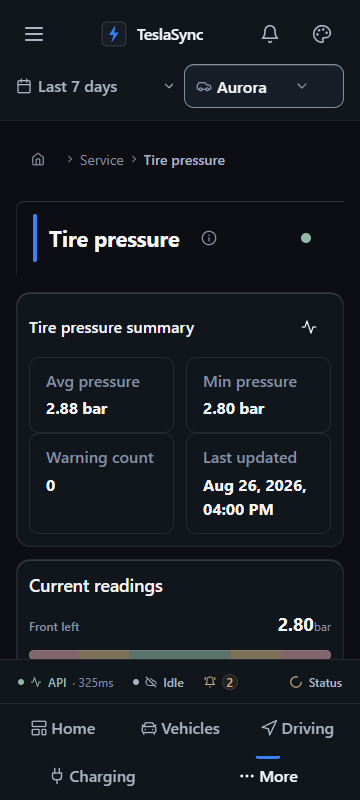 TeslaSync
Last 7 days
Aurora
Service
Tire pressure
Tire pressure
Tire pressure summary
Avg pressure
2.88 bar
Min pressure
2.80 bar
Warning count
0
Last updated
Aug 26, 2026,
04:00 PM
Current readings
Front left
2.80bar
API · 325ms
Idle
2
Status
Home
Vehicles
Driving
Charging
More